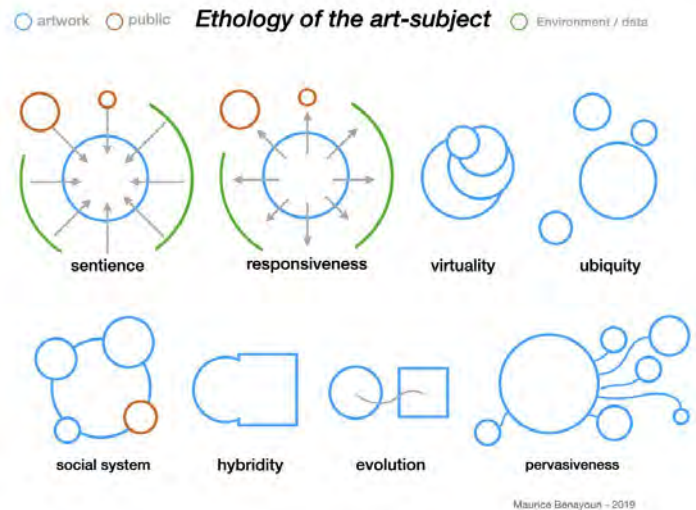 artwork public Ethology of the art-subject Environment / data
sentience responsiveness virtuality ubiquity
social system hybridity evolution pervasiveness
Maurice Benayoun - 2019